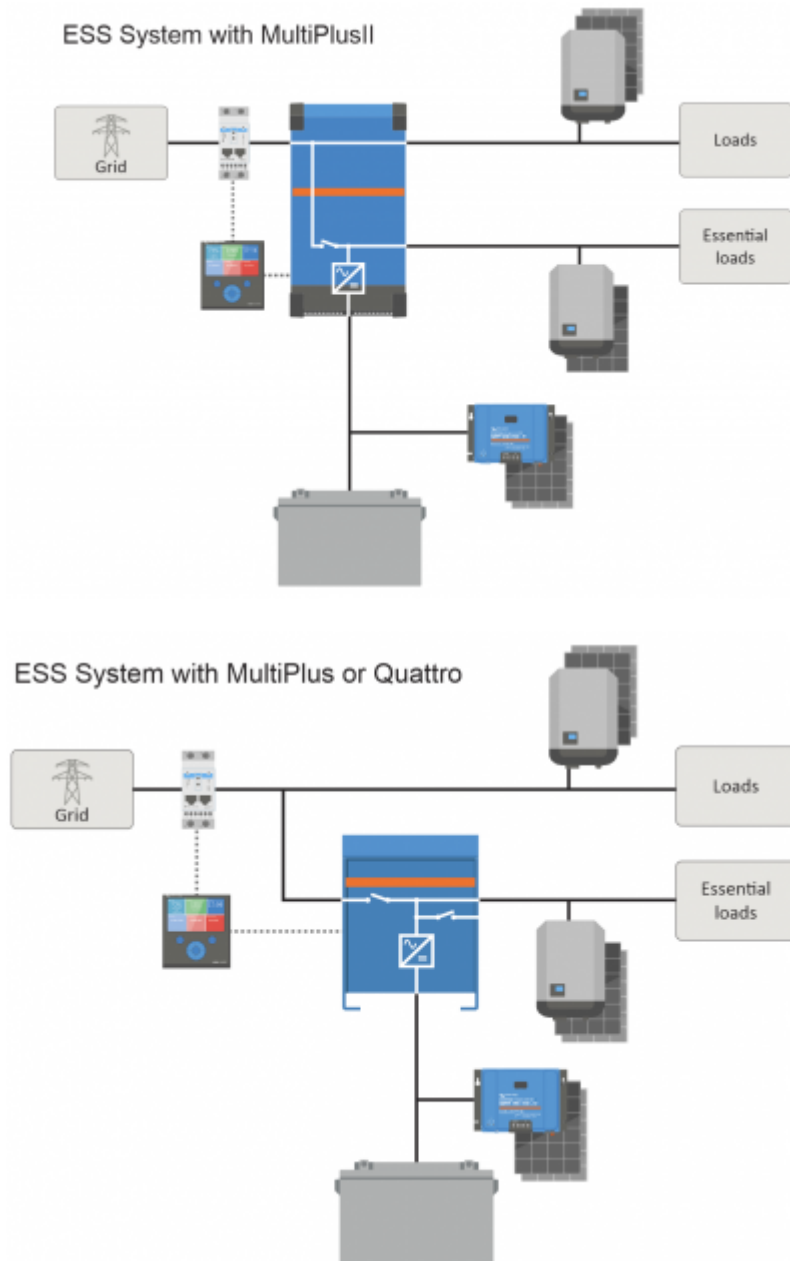 ESS System with MultiPlusII
Grid
Loads
Essential
loads
ESS System with MultiPlus or Quattro
Grid
Loads
Essential
loads